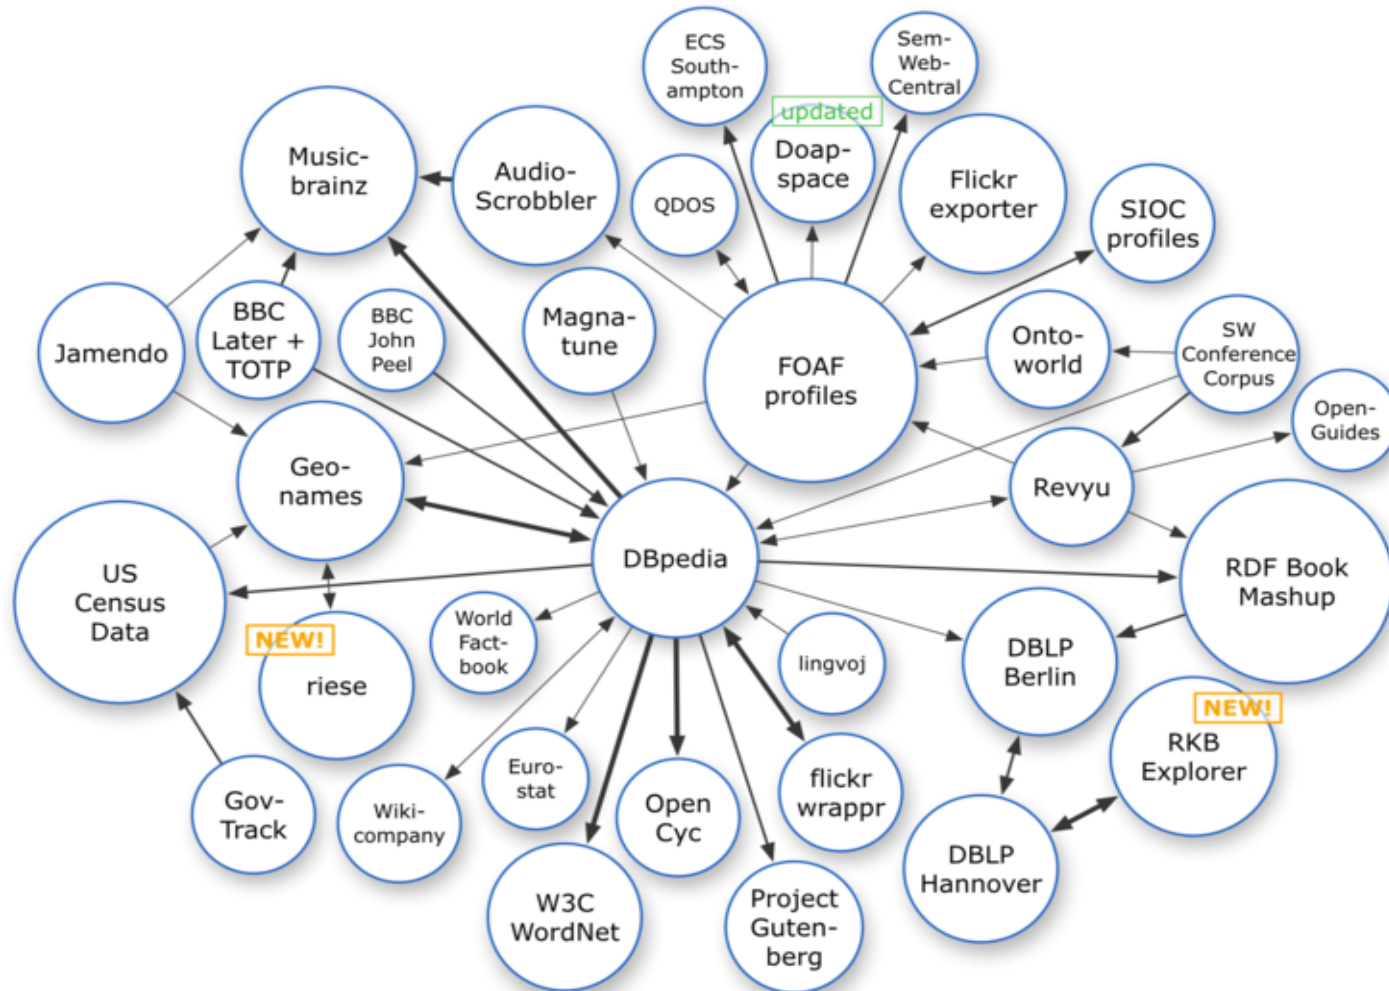 ECS
South-
ampton
Sem-
Web-
Central
updated
Doap-
space
Music-
brainz
Audio-
Scrobbler
QDOS
Flickr
exporter
SIOC
profiles
Jamendo
BBC
Later +
TOTP
BBC
John
Peel
Magna-
tune
FOAF
profiles
Onto-
world
SW
Conference
Corpus
Open-
Guides
Geo-
names
Revyu
US
Census
Data
DBpedia
RDF Book
Mashup
NEW!
riese
World
Fact-
book
lingvoj
DBLP
Berlin
NEW!
RKB
Explorer
Gov-
Track
Wiki-
company
Euro-
stat
Open
Cyc
flickr
wrappr
DBLP
Hannover
W3C
WordNet
Project
Guten-
berg